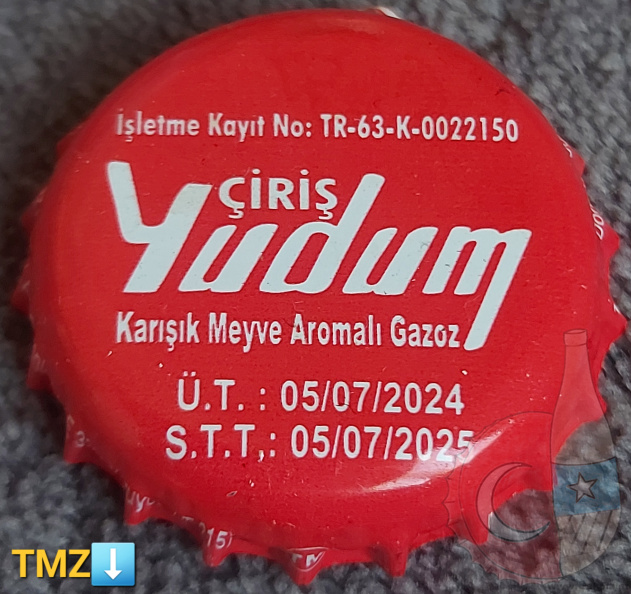 İşletme Kayıt No: TR-63-K-0022150
ÇİRİŞ
Yudum
Karışık Meyve Aromalı Gazoz
Ü.T. : 05/07/2024
S.T.T.: 05/07/2025
TMZ